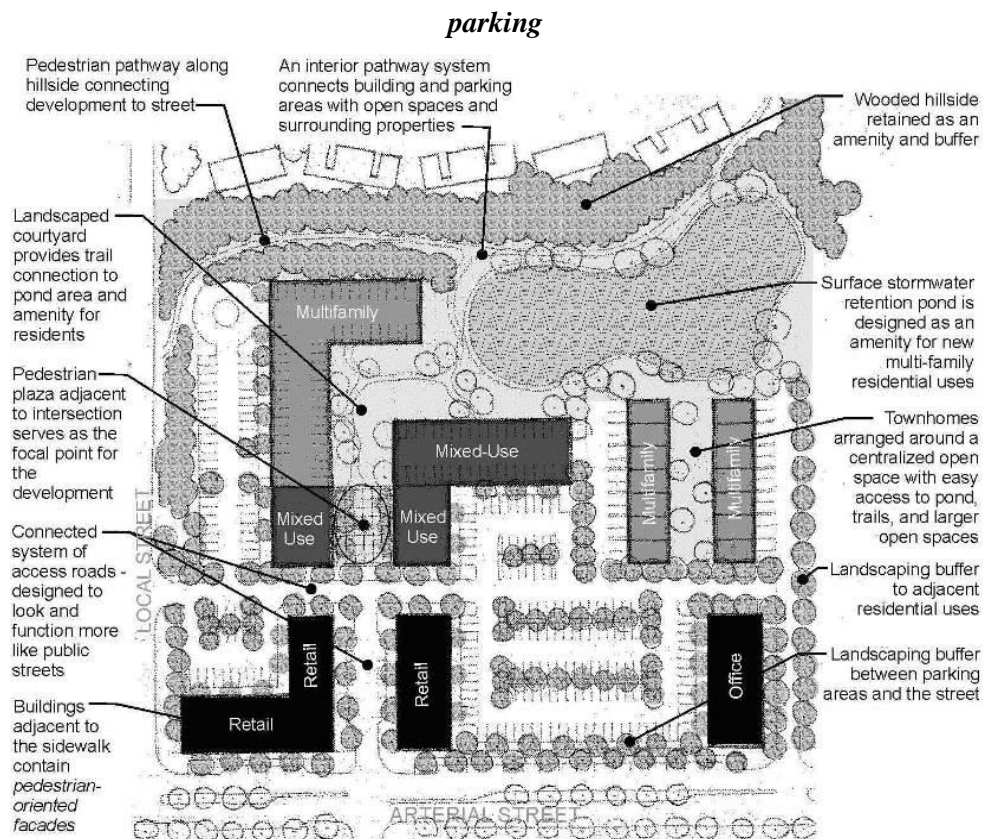 parking
Pedestrian pathway along
hillside connecting
development to street
An interior pathway system
connects building and parking
areas with open spaces and
surrounding properties
Wooded hillside
retained as an
amenity and buffer
Landscaped
courtyard
provides trail
connection to
pond area and
amenity for
residents
Surface stormwater
retention pond is
designed as an
amenity for new
multi-family
residential uses
Pedestrian
plaza adjacent
to intersection
serves as the
focal point for
the
development
Townhomes
arranged around a
centralized open
space with easy
access to pond,
trails, and larger
open spaces
Connected
system of
access roads -
designed to
look and
function more
like public
streets
Landscaping buffer
to adjacent
residential uses
Landscaping buffer
between parking
areas and the street
Buildings
adjacent to
the sidewalk
contain
pedestrian-
oriented
facades
Multifamily
Mixed-Use
Mixed
Use
Mixed
Use
Multifamily
Multifamily
LOCAL STREET
Retail
Retail
Retail
Office
ARTERIAL STREET